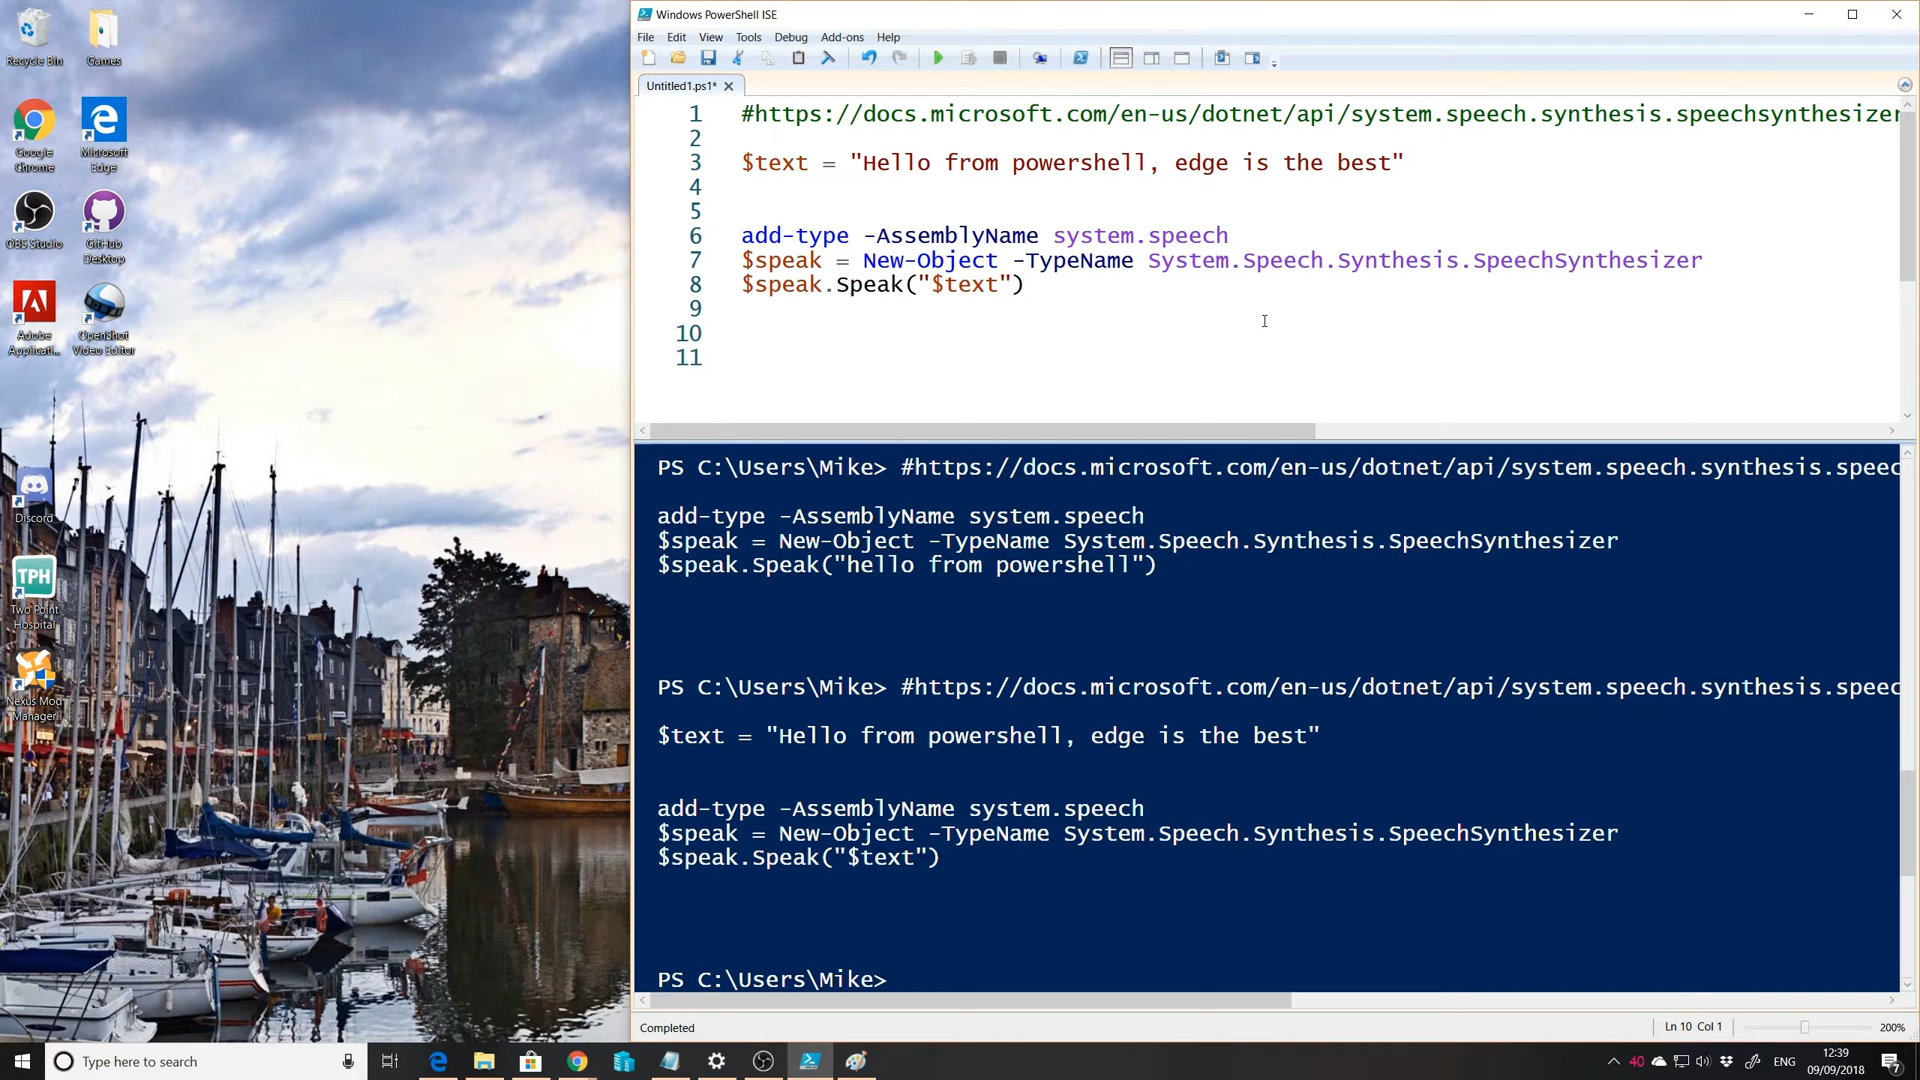 Recycle Bin
Games
Google Chrome
Microsoft Edge
OBS Studio
GitHub Desktop
Adobe Applicati...
OpenShot Video Editor
Discord
TPH
Two Point Hospital
Nexus Mod Manager
Windows PowerShell ISE
File Edit View Tools Debug Add-ons Help
Untitled1.ps1*
1 #https://docs.microsoft.com/en-us/dotnet/api/system.speech.synthesis.speechsynthesizer
2
3 $text = "Hello from powershell, edge is the best"
4
5
6 add-type -AssemblyName system.speech
7 $speak = New-Object -TypeName System.Speech.Synthesis.SpeechSynthesizer
8 $speak.Speak("$text")
9
10
11
PS C:\Users\Mike> #https://docs.microsoft.com/en-us/dotnet/api/system.speech.synthesis.speec
add-type -AssemblyName system.speech
$speak = New-Object -TypeName System.Speech.Synthesis.SpeechSynthesizer
$speak.Speak("hello from powershell")
PS C:\Users\Mike> #https://docs.microsoft.com/en-us/dotnet/api/system.speech.synthesis.speec
$text = "Hello from powershell, edge is the best"
add-type -AssemblyName system.speech
$speak = New-Object -TypeName System.Speech.Synthesis.SpeechSynthesizer
$speak.Speak("$text")
PS C:\Users\Mike>
Completed
Ln 10 Col 1
200%
Type here to search
40
ENG
12:39
09/09/2018
7